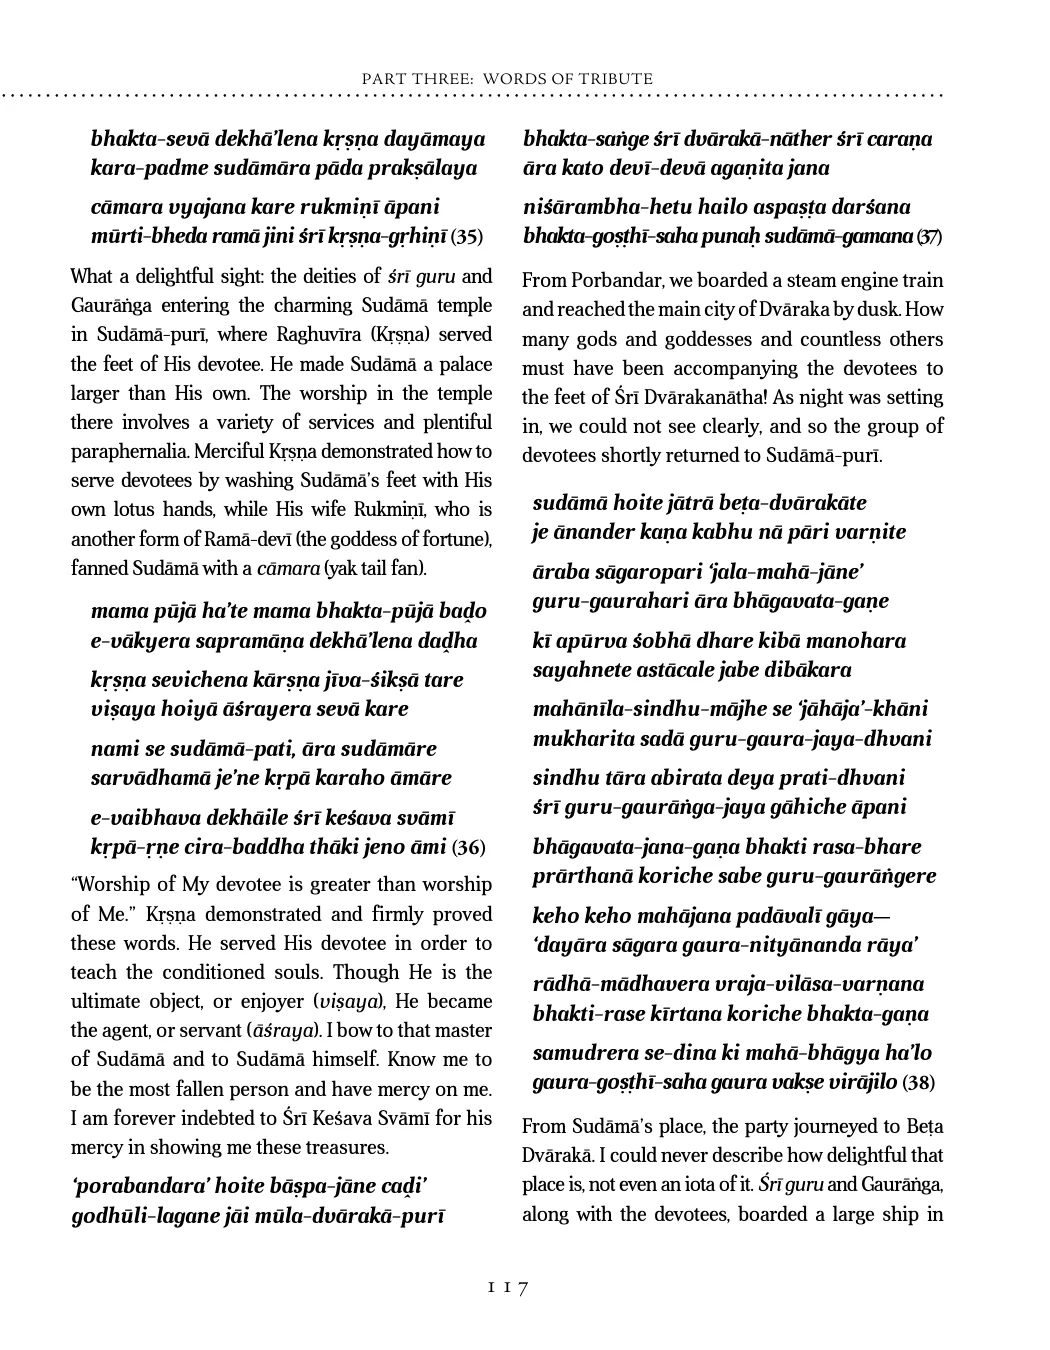 PART THREE:  WORDS OF TRIBUTE
bhakta-sevā dekhā’lena kṛṣṇa dayāmaya
kara-padme sudāmāra pāda prakṣālaya
cāmara vyajana kare rukmiṇī āpani
mūrti-bheda ramā jini śrī kṛṣṇa-gṛhiṇī (35)
What a delightful sight: the deities of śrī guru and
Gaurāṅga entering the charming Sudāmā temple
in Sudāmā-purī, where Raghuvīra (Kṛṣṇa) served
the feet of His devotee. He made Sudāmā a palace
larger than His own. The worship in the temple
there involves a variety of services and plentiful
paraphernalia. Merciful Kṛṣṇa demonstrated how to
serve devotees by washing Sudāmā’s feet with His
own lotus hands, while His wife Rukmiṇī, who is
another form of Ramā-devī (the goddess of fortune),
fanned Sudāmā with a cāmara (yak tail fan).
mama pūjā ha’te mama bhakta-pūjā baḓo
e-vākyera sapramāṇa dekhā’lena daḓha
kṛṣṇa sevichena kārṣṇa jīva-śikṣā tare
viṣaya hoiyā āśrayera sevā kare
nami se sudāmā-pati, āra sudāmāre
sarvādhamā je’ne kṛpā karaho āmāre
e-vaibhava dekhāile śrī keśava svāmī
kṛpā-ṛṇe cira-baddha thāki jeno āmi (36)
“Worship of My devotee is greater than worship
of Me.” Kṛṣṇa demonstrated and firmly proved
these words. He served His devotee in order to
teach the conditioned souls. Though He is the
ultimate object, or enjoyer (viṣaya), He became
the agent, or servant (āśraya). I bow to that master
of Sudāmā and to Sudāmā himself. Know me to
be the most fallen person and have mercy on me.
I am forever indebted to Śrī Keśava Svāmī for his
mercy in showing me these treasures.
‘porabandara’ hoite bāṣpa-jāne caḓi’
godhūli-lagane jāi mūla-dvārakā-purī
bhakta-saṅge śrī dvārakā-nāther śrī caraṇa
āra kato devī-devā agaṇita jana
niśārambha-hetu hailo aspaṣṭa darśana
bhakta-goṣṭhī-saha punaḥ sudāmā-gamana (37)
From Porbandar, we boarded a steam engine train
and reached the main city of Dvāraka by dusk. How
many gods and goddesses and countless others
must have been accompanying the devotees to
the feet of Śrī Dvārakanātha! As night was setting
in, we could not see clearly, and so the group of
devotees shortly returned to Sudāmā-purī.
sudāmā hoite jātrā beṭa-dvārakāte
je ānander kaṇa kabhu nā pāri varṇite
āraba sāgaropari ‘jala-mahā-jāne’
guru-gaurahari āra bhāgavata-gaṇe
kī apūrva śobhā dhare kibā manohara
sayahnete astācale jabe dibākara
mahānīla-sindhu-mājhe se ‘jāhāja’-khāni
mukharita sadā guru-gaura-jaya-dhvani
sindhu tāra abirata deya prati-dhvani
śrī guru-gaurāṅga-jaya gāhiche āpani
bhāgavata-jana-gaṇa bhakti rasa-bhare
prārthanā koriche sabe guru-gaurāṅgere
keho keho mahājana padāvalī gāya—
‘dayāra sāgara gaura-nityānanda rāya’
rādhā-mādhavera vraja-vilāsa-varṇana
bhakti-rase kīrtana koriche bhakta-gaṇa
samudrera se-dina ki mahā-bhāgya ha’lo
gaura-goṣṭhī-saha gaura vakṣe virājilo (38)
From Sudāmā’s place, the party journeyed to Beṭa
Dvārakā. I could never describe how delightful that
place is, not even an iota of it. Śrī guru and Gaurāṅga,
along with the devotees, boarded a large ship in
117